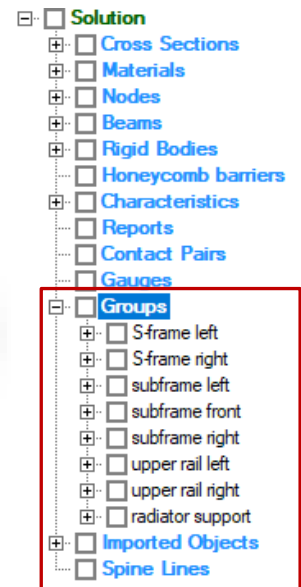 Solution
Cross Sections
Materials
Nodes
Beams
Rigid Bodies
Honeycomb barriers
Characteristics
Reports
Contact Pairs
Gauges
Groups
S-frame left
S-frame right
subframe left
subframe front
subframe right
upper rail left
upper rail right
radiator support
Imported Objects
Spine Lines